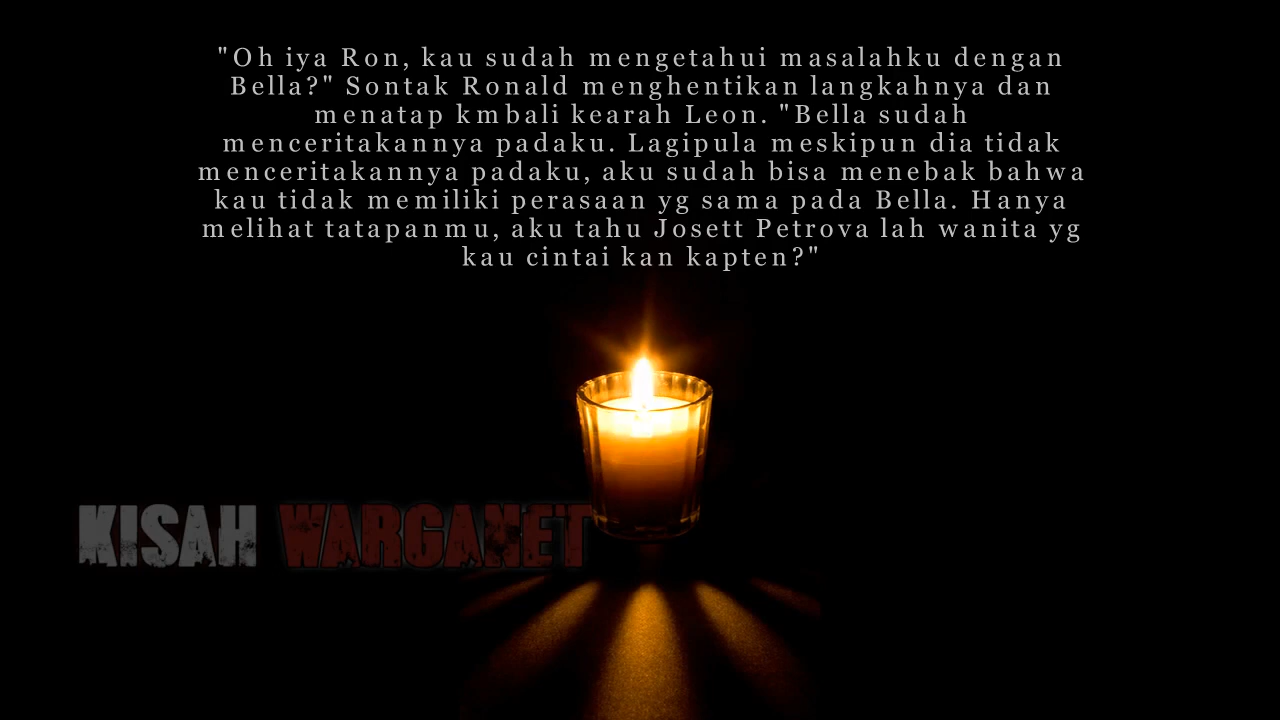 "Oh iya Ron, kau sudah mengetahui masalahku dengan
Bella?" Sontak Ronald menghentikan langkahnya dan
menatap kmbali kearah Leon. "Bella sudah
menceritakannya padaku. Lagipula meskipun dia tidak
menceritakannya padaku, aku sudah bisa menebak bahwa
kau tidak memiliki perasaan yg sama pada Bella. Hanya
melihat tatapanmu, aku tahu Josett Petrova lah wanita yg
kau cintai kan kapten?"
KISAH WARGANET